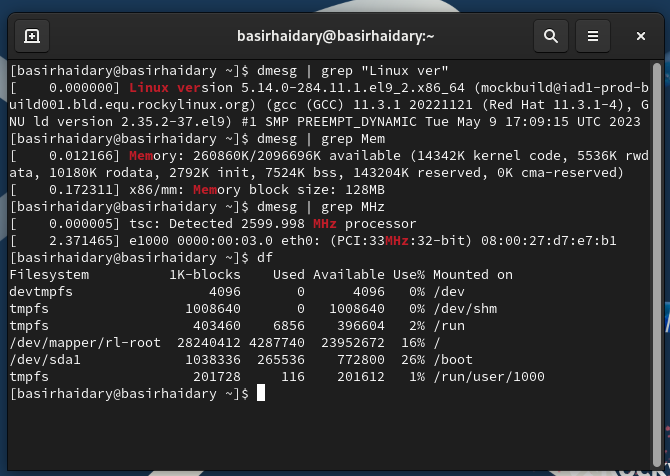 basirhaidary@basirhaidary:~
[basirhaidary@basirhaidary ~]$ dmesg | grep "Linux ver"
[    0.000000] Linux version 5.14.0-284.11.1.el9_2.x86_64 (mockbuild@iad1-prod-b
uild001.bld.equ.rockylinux.org) (gcc (GCC) 11.3.1 20221121 (Red Hat 11.3.1-4), G
NU ld version 2.35.2-37.el9) #1 SMP PREEMPT_DYNAMIC Tue May 9 17:09:15 UTC 2023
[basirhaidary@basirhaidary ~]$ dmesg | grep Mem
[    0.012166] Memory: 260860K/2096696K available (14342K kernel code, 5536K rwd
ata, 10180K rodata, 2792K init, 7524K bss, 143204K reserved, 0K cma-reserved)
[    0.172311] x86/mm: Memory block size: 128MB
[basirhaidary@basirhaidary ~]$ dmesg | grep MHz
[    0.000005] tsc: Detected 2599.998 MHz processor
[    2.371465] e1000 0000:00:03.0 eth0: (PCI:33MHz:32-bit) 08:00:27:d7:e7:b1
[basirhaidary@basirhaidary ~]$ df
Filesystem          1K-blocks    Used Available Use% Mounted on
devtmpfs                 4096       0      4096   0% /dev
tmpfs                 1008640       0   1008640   0% /dev/shm
tmpfs                  403460    6856    396604   2% /run
/dev/mapper/rl-root  28240412 4287740  23952672  16% /
/dev/sda1             1038336  265536    772800  26% /boot
tmpfs                  201728     116    201612   1% /run/user/1000
[basirhaidary@basirhaidary ~]$